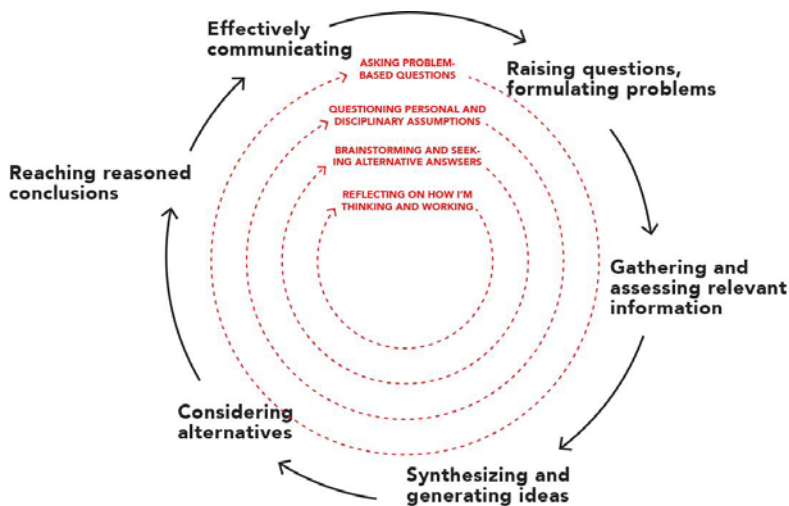 Effectively
communicating
ASKING PROBLEM-
BASED QUESTIONS
Raising questions,
formulating problems
QUESTIONING PERSONAL AND
DISCIPLINARY ASSUMPTIONS
BRAINSTORMING AND SEEK-
ING ALTERNATIVE ANSWSERS
Reaching reasoned
conclusions
REFLECTING ON HOW I'M
THINKING AND WORKING
Gathering and
assessing relevant
information
Considering
alternatives
Synthesizing and
generating ideas